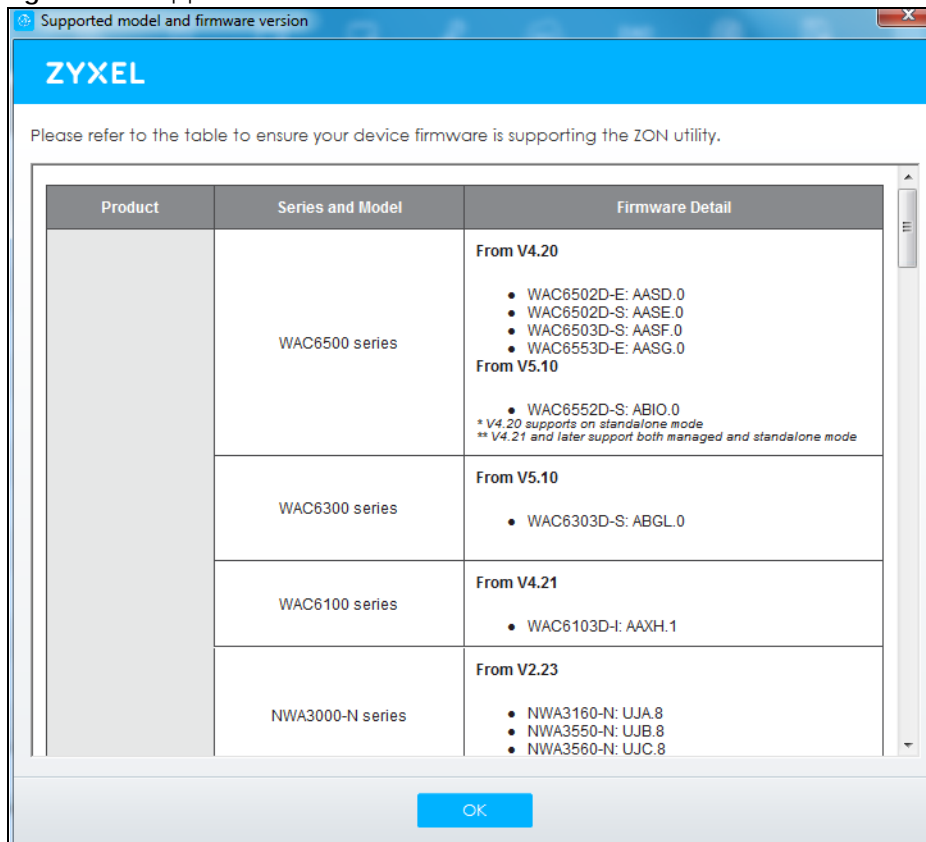 Supported model and firmware version
ZYXEL
Please refer to the table to ensure your device firmware is supporting the ZON utility.
Product
Series and Model
Firmware Detail
WAC6500 series
From V4.20
• WAC6502D-E: AASD.0
• WAC6502D-S: AASE.0
• WAC6503D-S: AASF.0
• WAC6553D-E: AASG.0
From V5.10
• WAC6552D-S: ABIO.0
* V4.20 supports on standalone mode
** V4.21 and later support both managed and standalone mode
WAC6300 series
From V5.10
• WAC6303D-S: ABGL.0
WAC6100 series
From V4.21
• WAC6103D-I: AAXH.1
NWA3000-N series
From V2.23
• NWA3160-N: UJA.8
• NWA3550-N: UJB.8
• NWA3560-N: UJC.8
OK